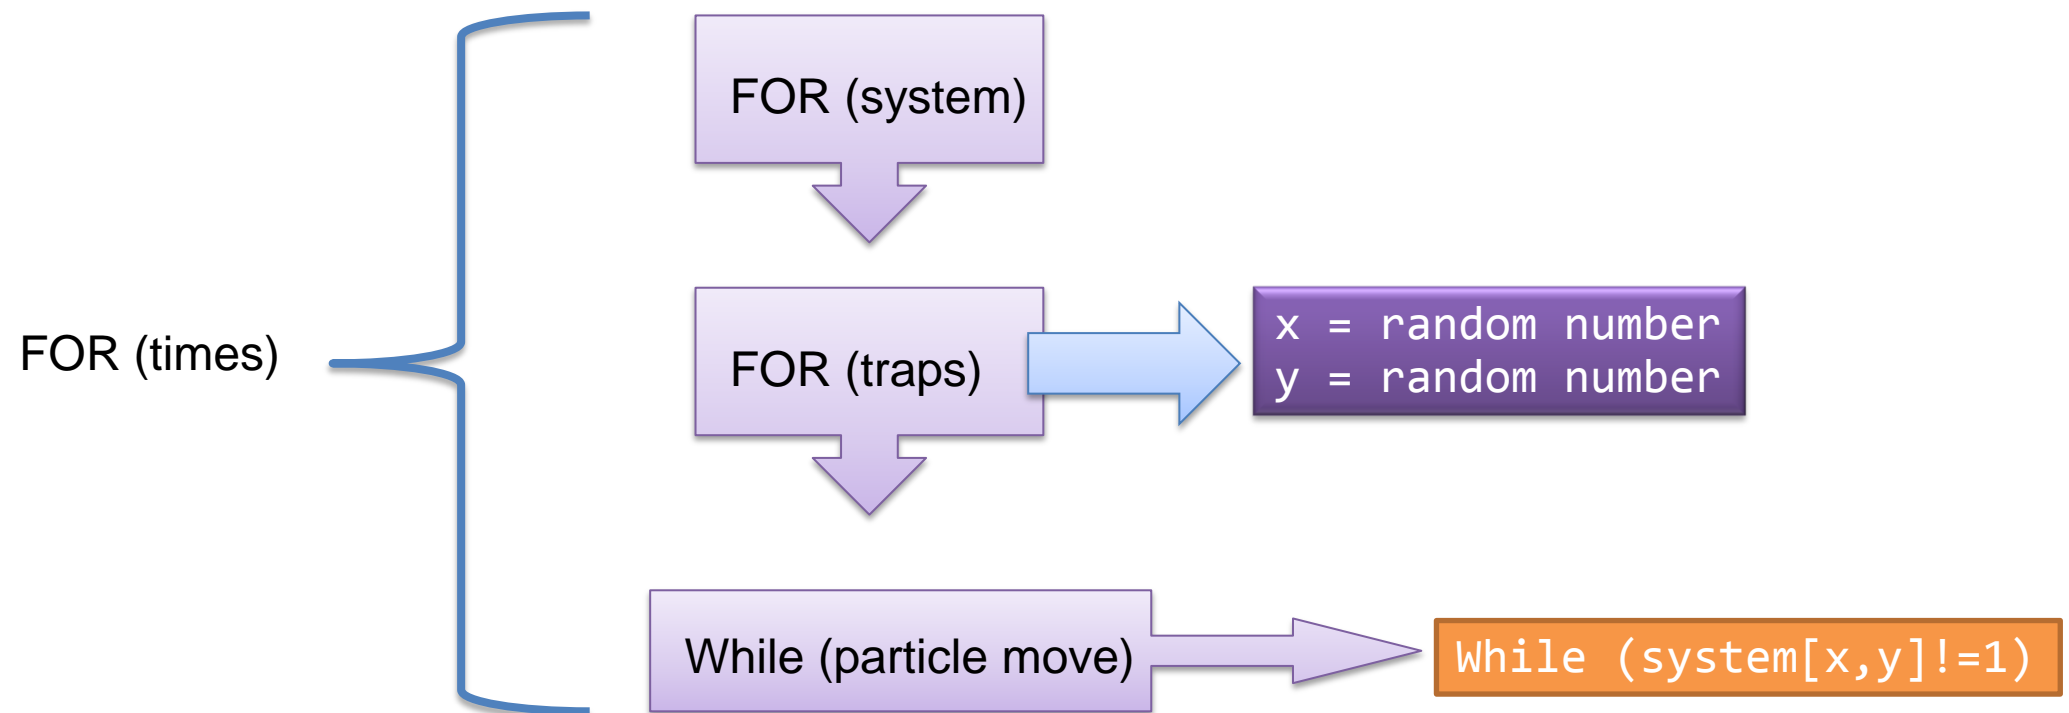 FOR (system)
FOR (times)
FOR (traps)
x = random number
y = random number
While (particle move)
While (system[x,y]!=1)